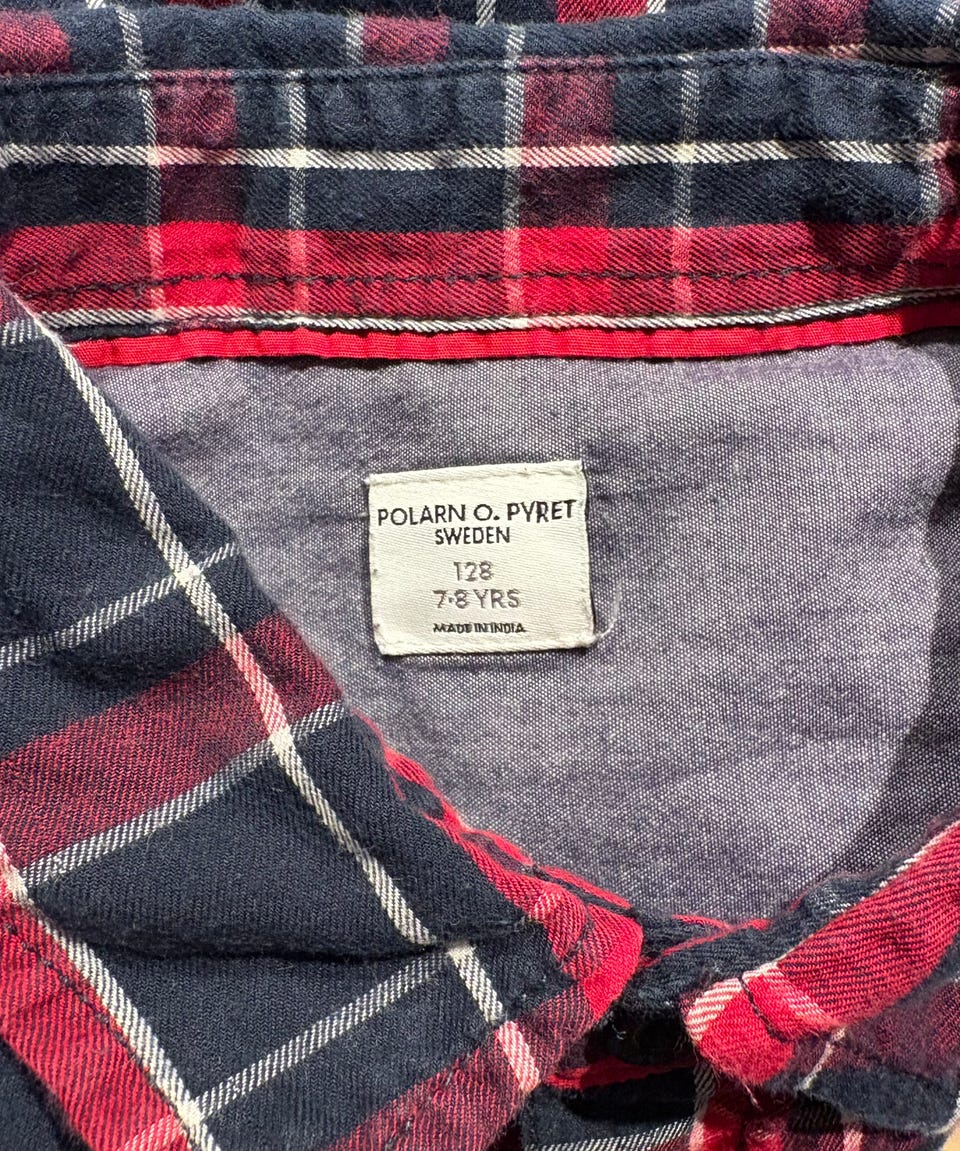 POLARN O. PYRET
SWEDEN
128
7-8 YRS
MADE IN INDIA